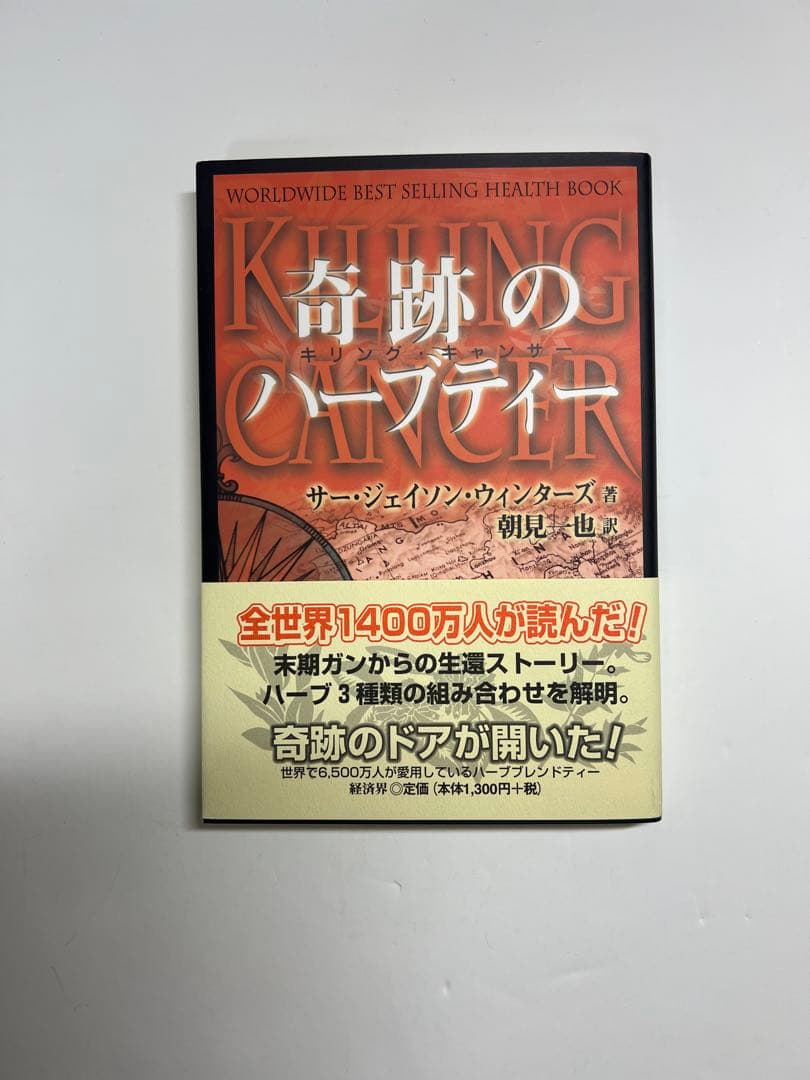 WORLDWIDE BEST SELLING HEALTH BOOK
KILLING
奇跡の
キリング・キャンサー
CANCER
ハーブティー
サー・ジェイソン・ウィンターズ 著
朝見一也 訳
全世界1400万人が読んだ!
末期ガンからの生還ストーリー。
ハーブ3種類の組み合わせを解明。
奇跡のドアが開いた!
世界で6,500万人が愛用しているハーブブレンドティー
経済界◎定価(本体1,300円+税)